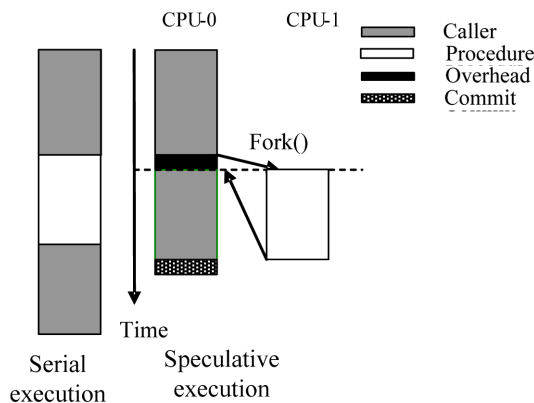 CPU-0
CPU-1
Caller
Procedure
Overhead
Commit
Fork()
Time
Serial
execution
Speculative
execution